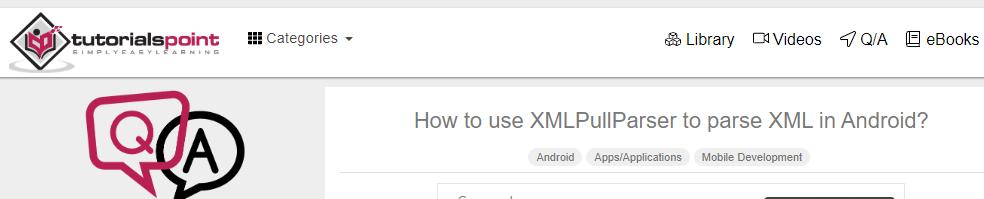 tutorialspoint
SIMPLYEASYLEARNING
Categories
Library
Videos
Q/A
eBooks
Q A
How to use XMLPullParser to parse XML in Android?
Android
Apps/Applications
Mobile Development